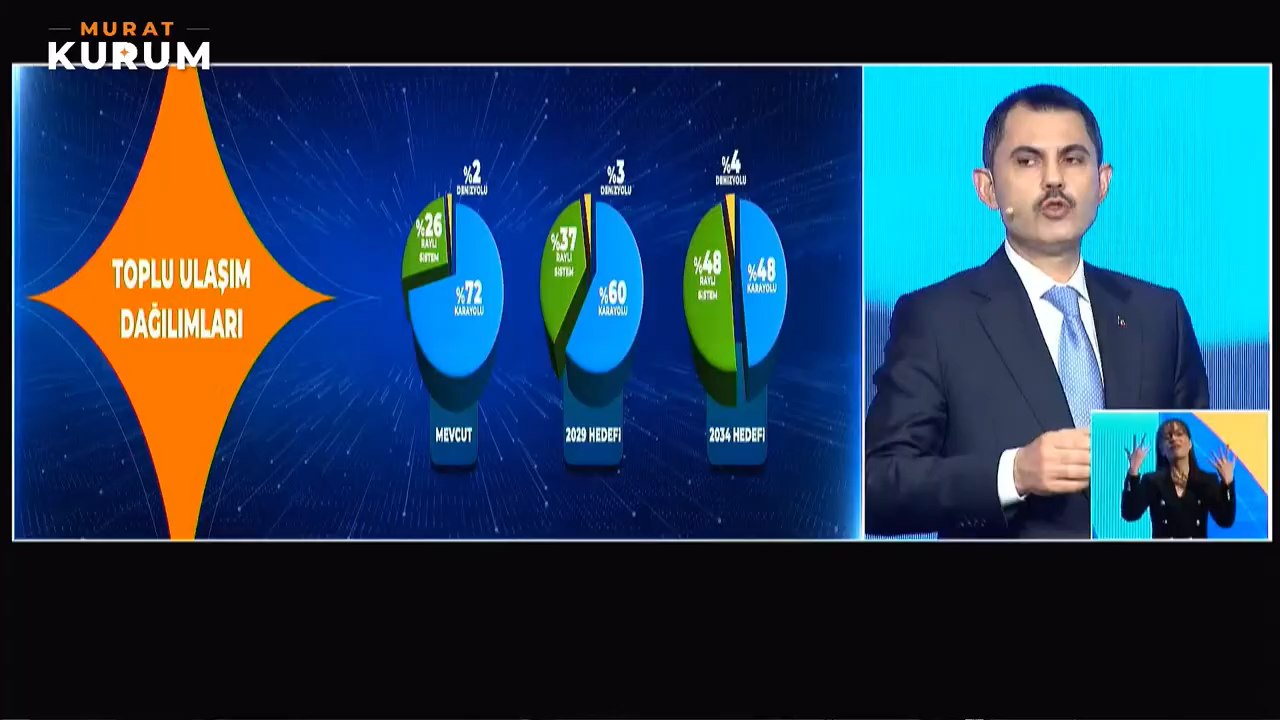 MURAT
KURUM
TOPLU ULAŞIM
DAĞILIMLARI
%2
DENİZYOLU
%26
RAYLI
SİSTEM
%72
KARAYOLU
MEVCUT
%3
DENİZYOLU
%37
RAYLI
SİSTEM
%60
KARAYOLU
2029 HEDEFİ
%4
DENİZYOLU
%48
RAYLI
SİSTEM
%48
KARAYOLU
2034 HEDEFİ